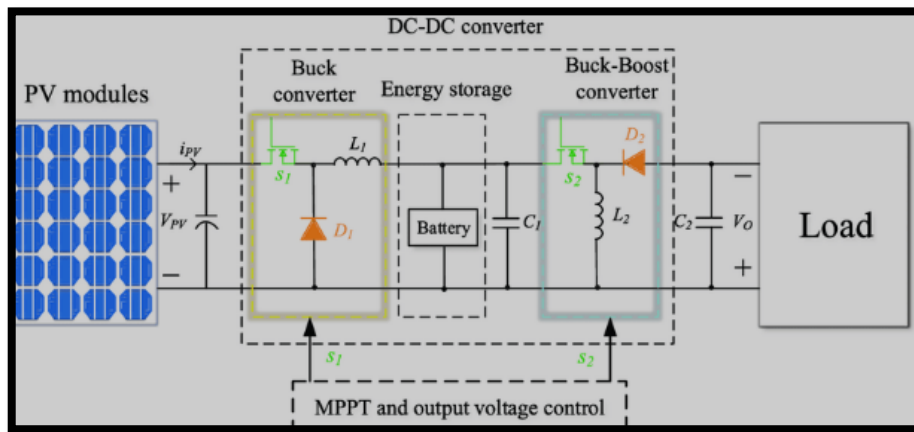 DC-DC converter
PV modules
Buck
converter
Energy storage
Buck-Boost
converter
iPV
S1
L1
S2
D2
+
VPV
−
D1
Battery
C1
L2
C2
−
VO
+
Load
S1
S2
MPPT and output voltage control